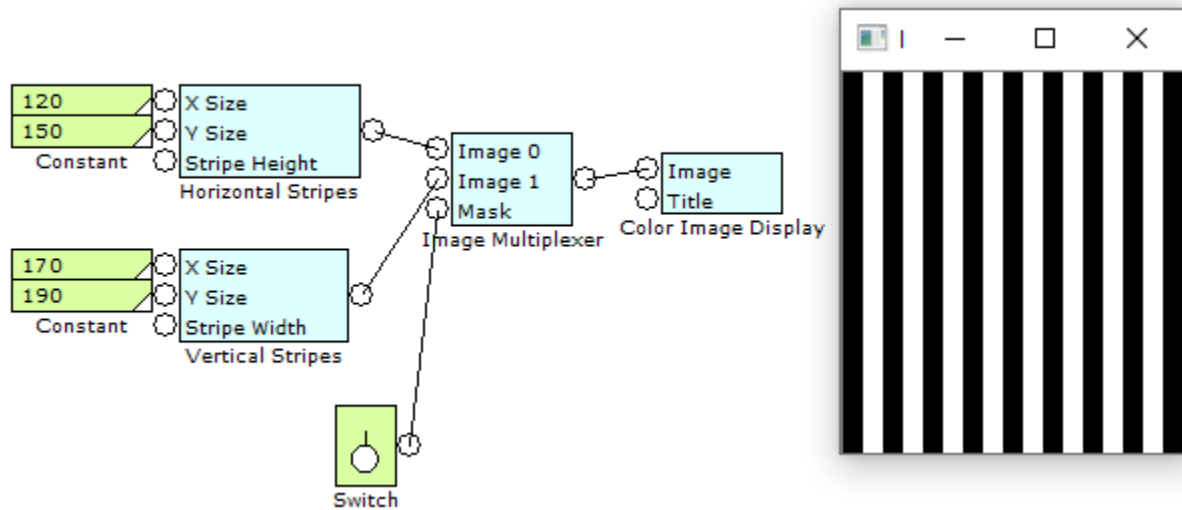 120
150
Constant
X Size
Y Size
Stripe Height
Horizontal Stripes
170
190
Constant
X Size
Y Size
Stripe Width
Vertical Stripes
Switch
Image 0
Image 1
Mask
Image Multiplexer
Image
Title
Color Image Display